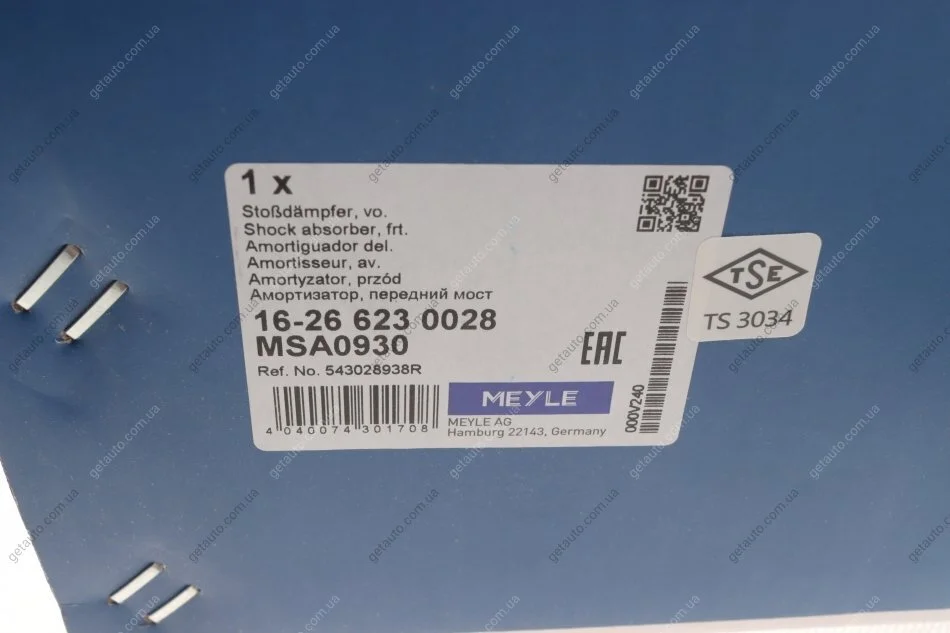 1 x
Stoßdämpfer, vo.
Shock absorber, frt.
Amortiguador del.
Amortisseur, av.
Amortyzator, przód
Амортизатор, передний мост
16-26 623 0028
MSA0930
Ref. No. 543028938R
EAC
MEYLE
MEYLE AG
Hamburg 22143, Germany
4 040074 301708
000V240
TSE
TS 3034
getauto.com.ua